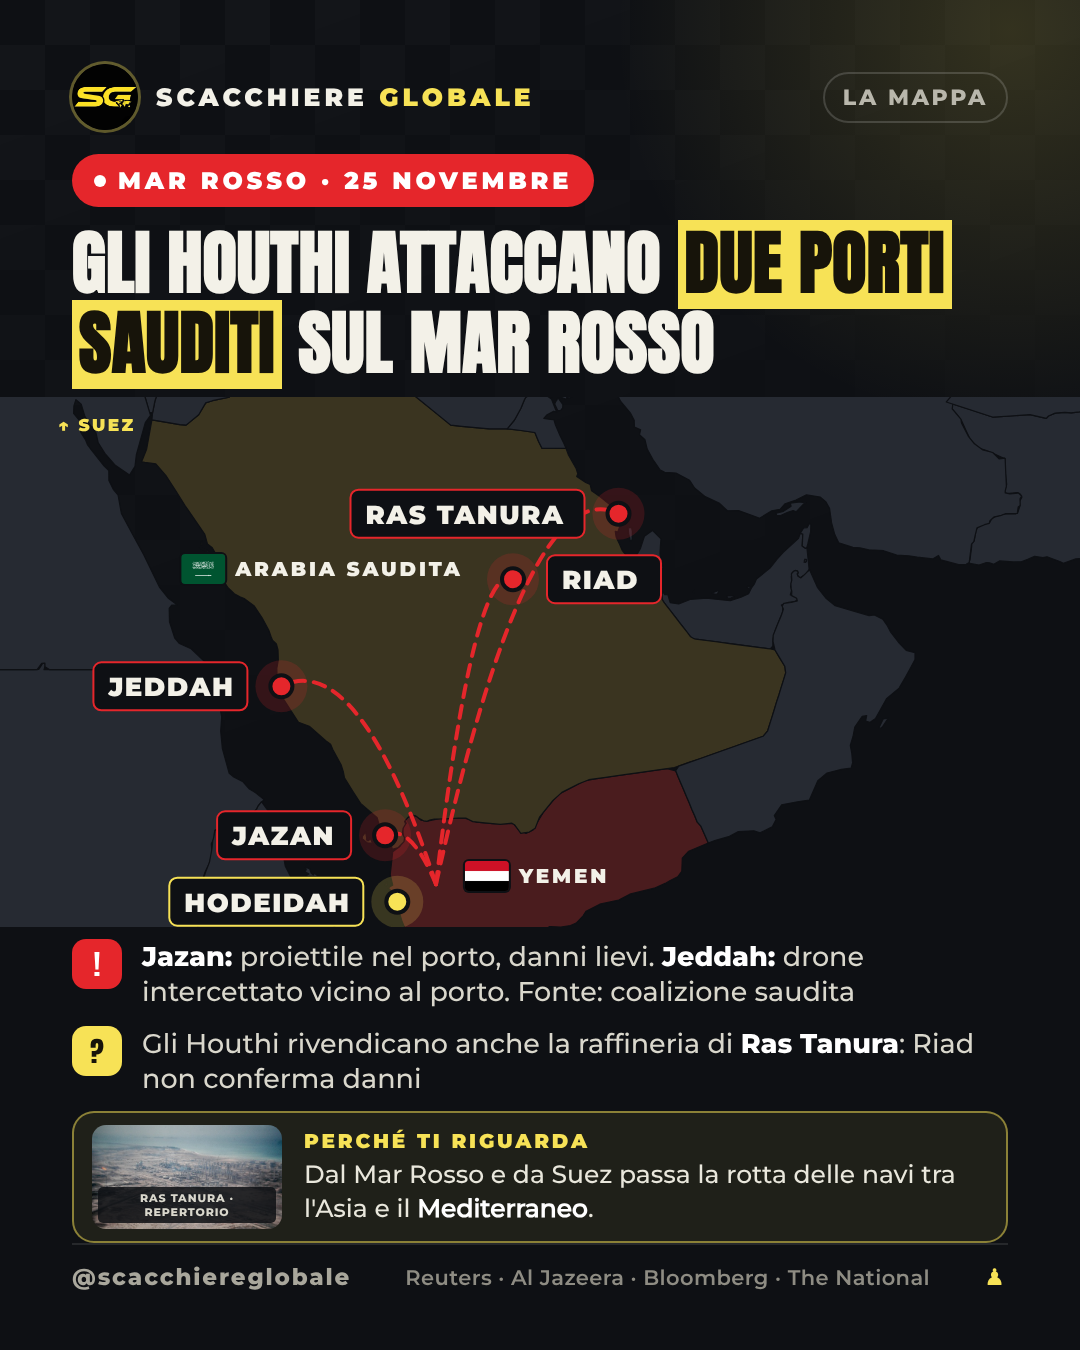 SG
SCACCHIERE GLOBALE
LA MAPPA
MAR ROSSO · 25 NOVEMBRE
GLI HOUTHI ATTACCANO DUE PORTI
SAUDITI SUL MAR ROSSO
↑ SUEZ
RAS TANURA
ARABIA SAUDITA
RIAD
JEDDAH
JAZAN
HODEIDAH
YEMEN
! Jazan: proiettile nel porto, danni lievi. Jeddah: drone
intercettato vicino al porto. Fonte: coalizione saudita
? Gli Houthi rivendicano anche la raffineria di Ras Tanura: Riad
non conferma danni
RAS TANURA ·
REPERTORIO
PERCHÉ TI RIGUARDA
Dal Mar Rosso e da Suez passa la rotta delle navi tra
l'Asia e il Mediterraneo.
@scacchiereglobale
Reuters · Al Jazeera · Bloomberg · The National